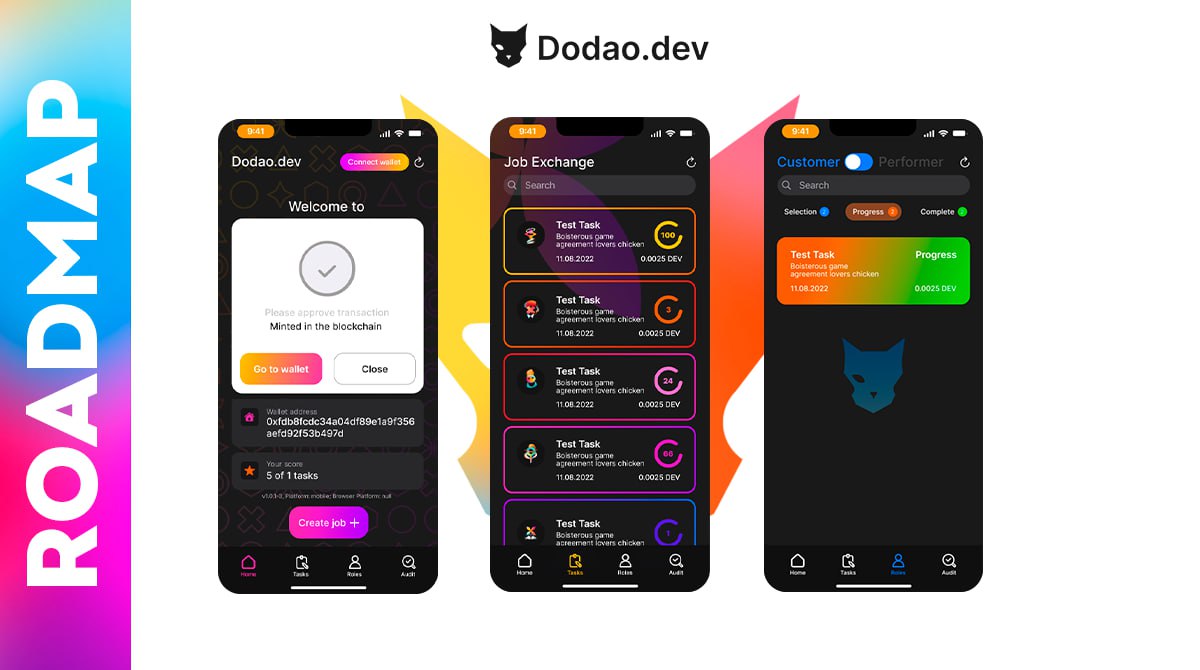 ROADMAP
Dodao.dev
9:41
Dodao.dev
Connect wallet
Welcome to
Please approve transaction
Minted in the blockchain
Go to wallet
Close
Wallet address
0xfdb8fcdc34a04df89e1a9f356
aefd92f53b497d
Your score
5 of 1 tasks
v1.0.1-3, Platform: mobile; Browser Platform: null
Create job +
Home
Tasks
Roles
Audit
9:41
Job Exchange
Search
Test Task
Boisterous game
agreement lovers chicken
100
11.08.2022
0.0025 DEV
Test Task
Boisterous game
agreement lovers chicken
3
11.08.2022
0.0025 DEV
Test Task
Boisterous game
agreement lovers chicken
24
11.08.2022
0.0025 DEV
Test Task
Boisterous game
agreement lovers chicken
66
11.08.2022
0.0025 DEV
Test Task
Boisterous game
agreement lovers chicken
1
Home
Tasks
Roles
Audit
9:41
Customer
Performer
Search
Selection
Progress
Complete
Test Task
Progress
Boisterous game
agreement lovers chicken
11.08.2022
0.0025 DEV
Home
Tasks
Roles
Audit